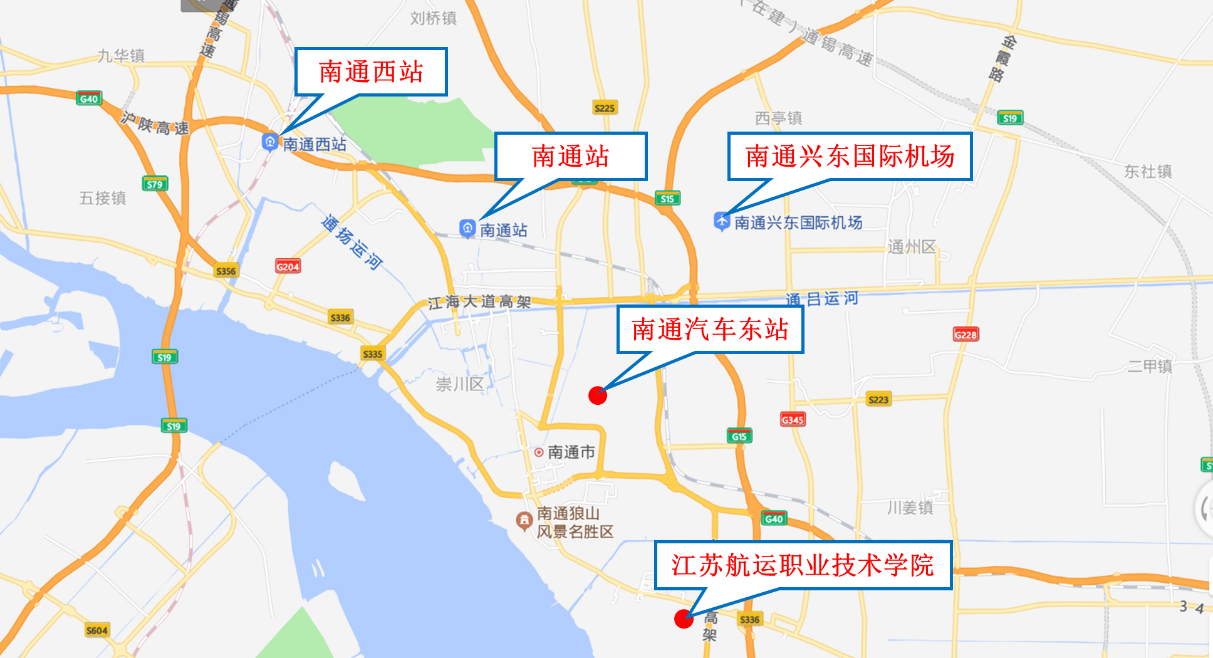 刘桥镇
(在建)通锡高速
通锡高速
九华镇
金霞路
南通西站
G40
沪陕高速
S225
西亭镇
S19
南通西站
南通站
南通兴东国际机场
东社镇
S79
五接镇
S15
通扬运河
南通站
南通兴东国际机场
通州区
S356
G204
江海大道高架
通吕运河
S336
南通汽车东站
G228
S335
S19
二甲镇
崇川区
S223
G345
S19
G15
南通市
川姜镇
南通狼山
风景名胜区
G40
江苏航运职业技术学院
34
高架
S336
S604